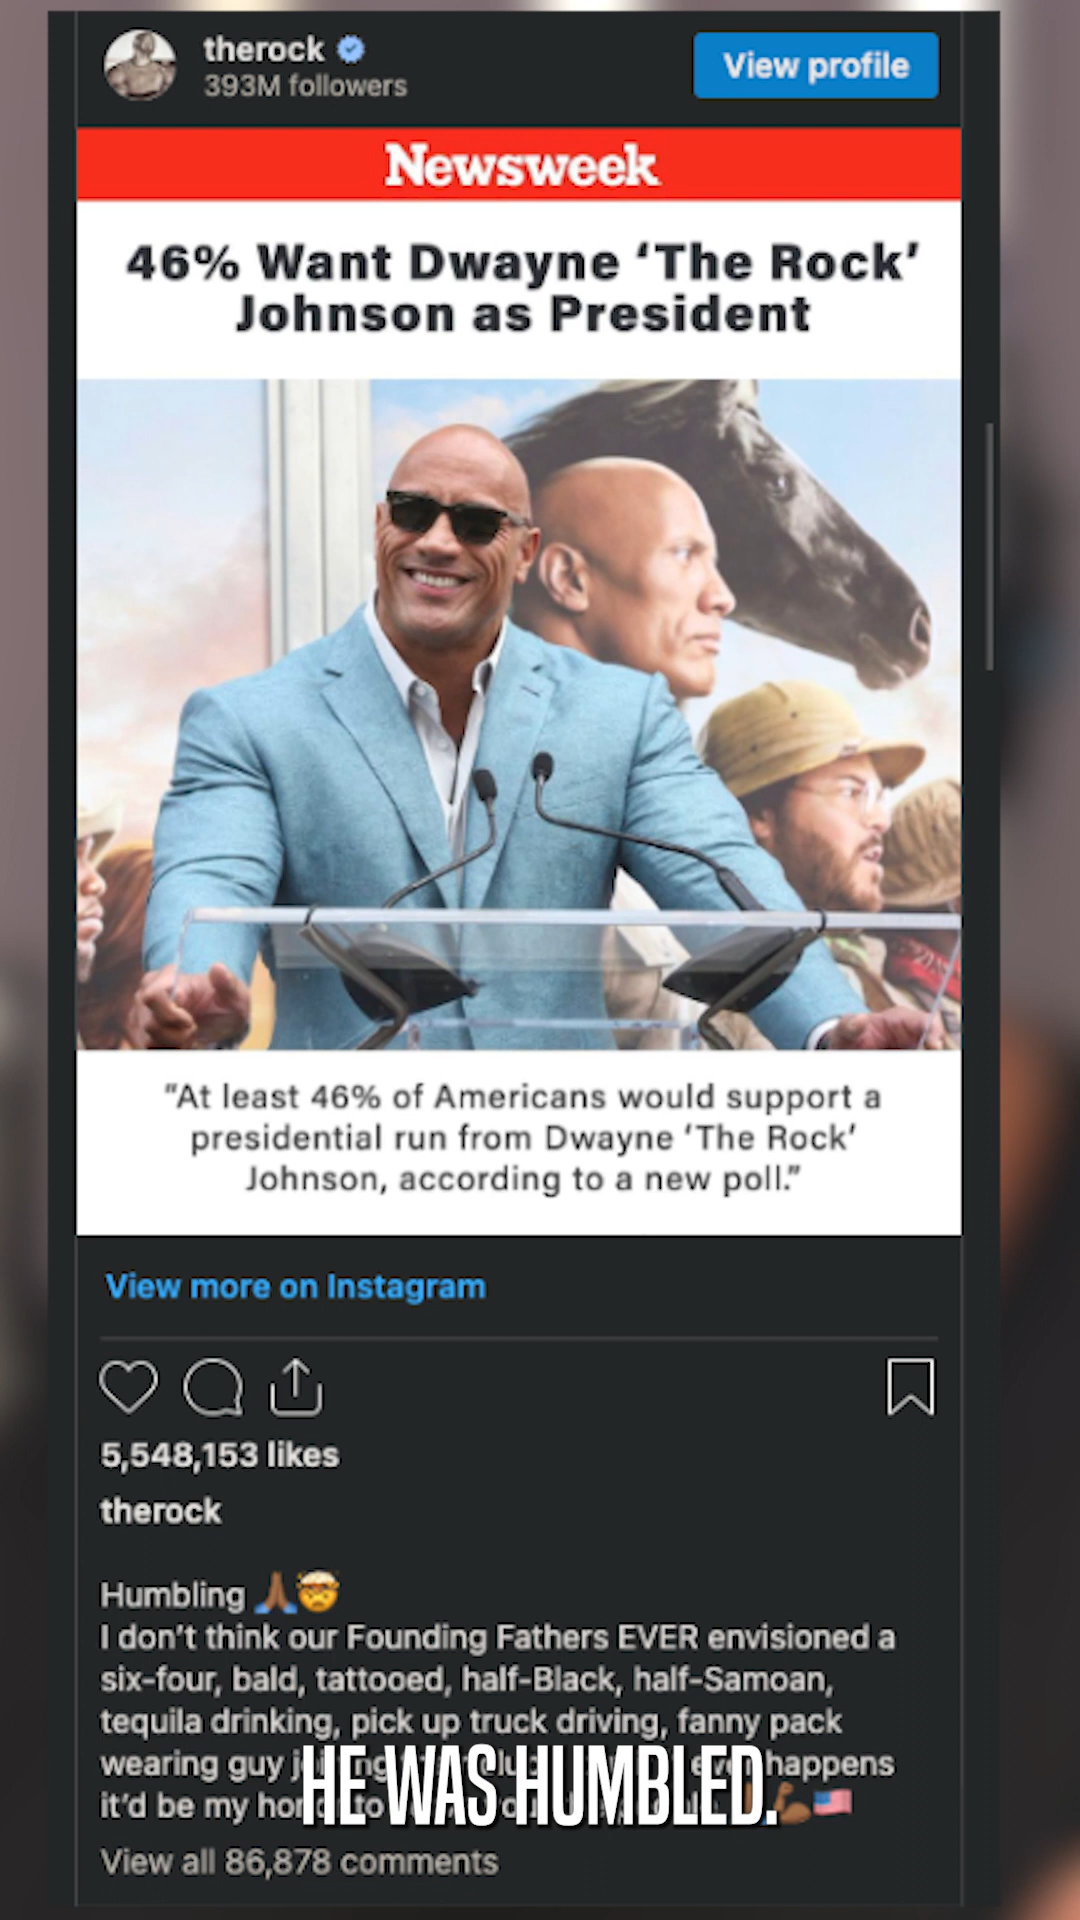 therock
393M followers
View profile
Newsweek
46% Want Dwayne ‘The Rock’
Johnson as President
"At least 46% of Americans would support a
presidential run from Dwayne ‘The Rock’
Johnson, according to a new poll.”
View more on Instagram
5,548,153 likes
therock
Humbling 🙏🏾🤯
I don’t think our Founding Fathers EVER envisioned a
six-four, bald, tattooed, half-Black, half-Samoan,
tequila drinking, pick up truck driving, fanny pack
wearing guy happens
it’d be my to 🇺🇸
HE WAS HUMBLED.
View all 86,878 comments